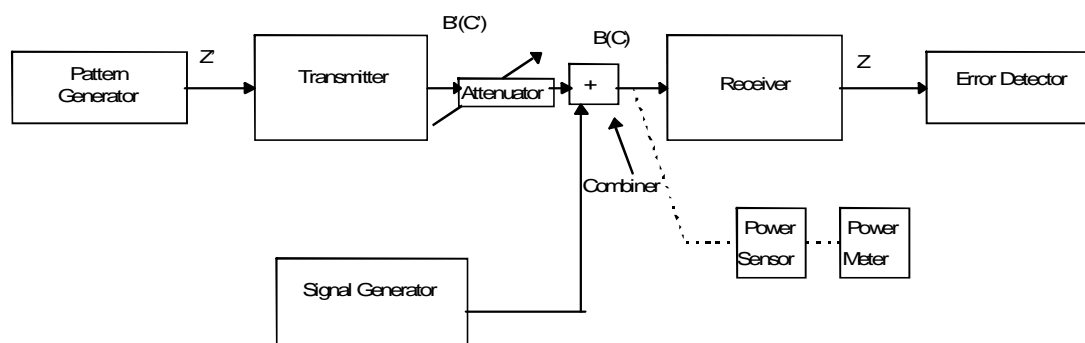 B'(C')
B(C)
Z'
Z
Pattern
Generator
Transmitter
Attenuator
+
Receiver
Error Detector
Combiner
Power
Sensor
Power
Meter
Signal Generator